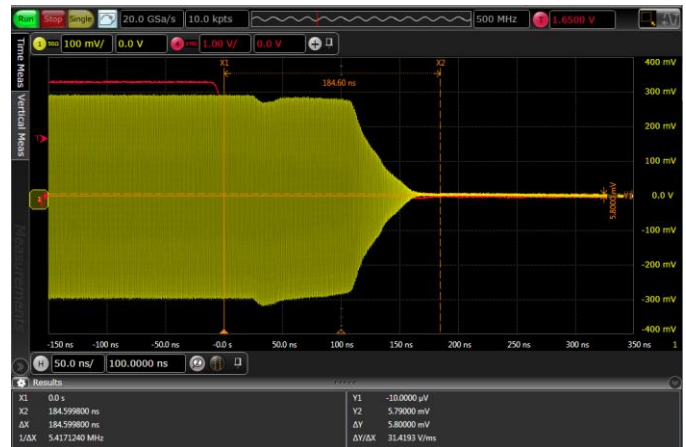 Run Stop Single 20.0 GSa/s 10.0 kpts 500 MHz T 1.6500 V
1 50Ω 100 mV/ 0.0 V 4 1.00 V/ 0.0 V
Time Meas
Vertical Meas
Measurements
X1 X2
184.60 ns
400 mV
300 mV
200 mV
100 mV
0.0 V
-100 mV
-200 mV
-300 mV
-400 mV
T
1
5.8000 mV
-150 ns -100 ns -50 ns -0.0 s 50.0 ns 100 ns 150 ns 200 ns 250 ns 300 ns 350 ns 1
H 50.0 ns/ 100.0000 ns
Results
X1 0.0 s Y1 -10.0000 µV
X2 184.599800 ns Y2 5.79000 mV
ΔX 184.599800 ns ΔY 5.80000 mV
1/ΔX 5.4171240 MHz ΔY/ΔX 31.4193 V/ms